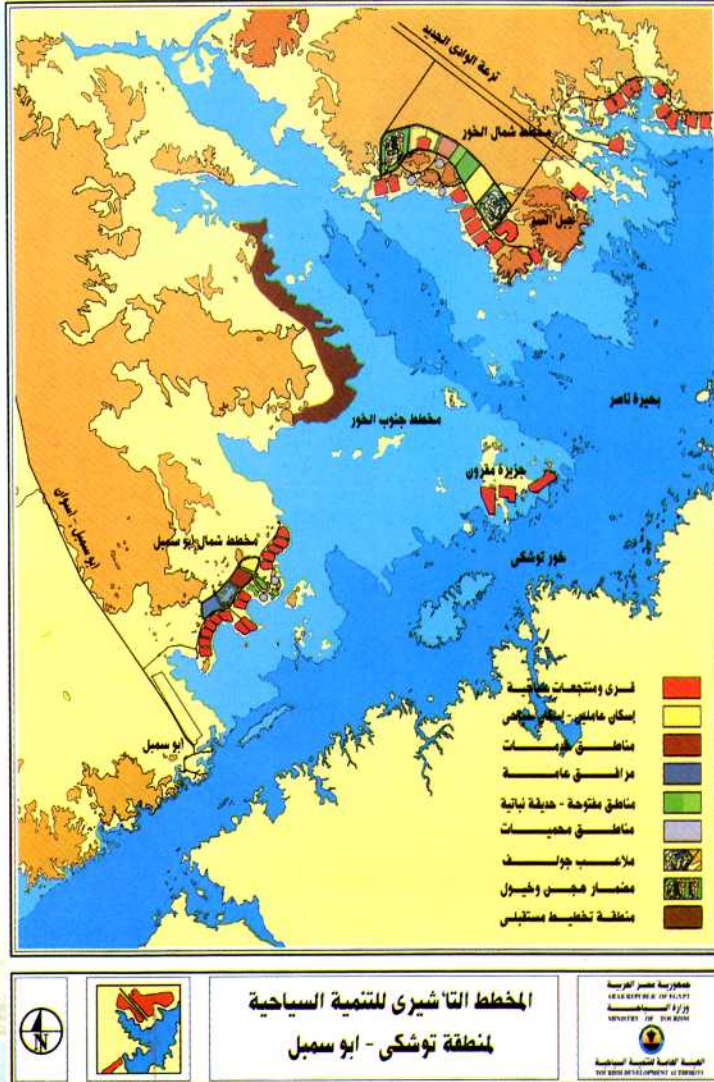 ترعة الوادى الجديد
مخطط شمال الخور
جبل
بحيرة ناصر
مخطط جنوب الخور
جزيرة مقرون
مخطط شمال ابو سمبل
ابو سمبل - اسوان
خور توشكى
ابو سمبل
قرى ومنتجعات سياحية
إسكان عاملين - إسكان سياحى
مناطق خدمات
مرافق عامة
مناطق مفتوحة - حديقة نباتية
مناطق محميات
ملاعب جولف
مضمار هجن وخيول
منطقة تخطيط مستقبلى
N
المخطط التأشيرى للتنمية السياحية
لمنطقة توشكى - ابو سمبل
جمهورية مصر العربية
ARAB REPUBLIC OF EGYPT
وزارة السياحة
MINISTRY OF TOURISM
الهيئة العامة للتنمية السياحية
TOURISM DEVELOPMENT AUTHORITY